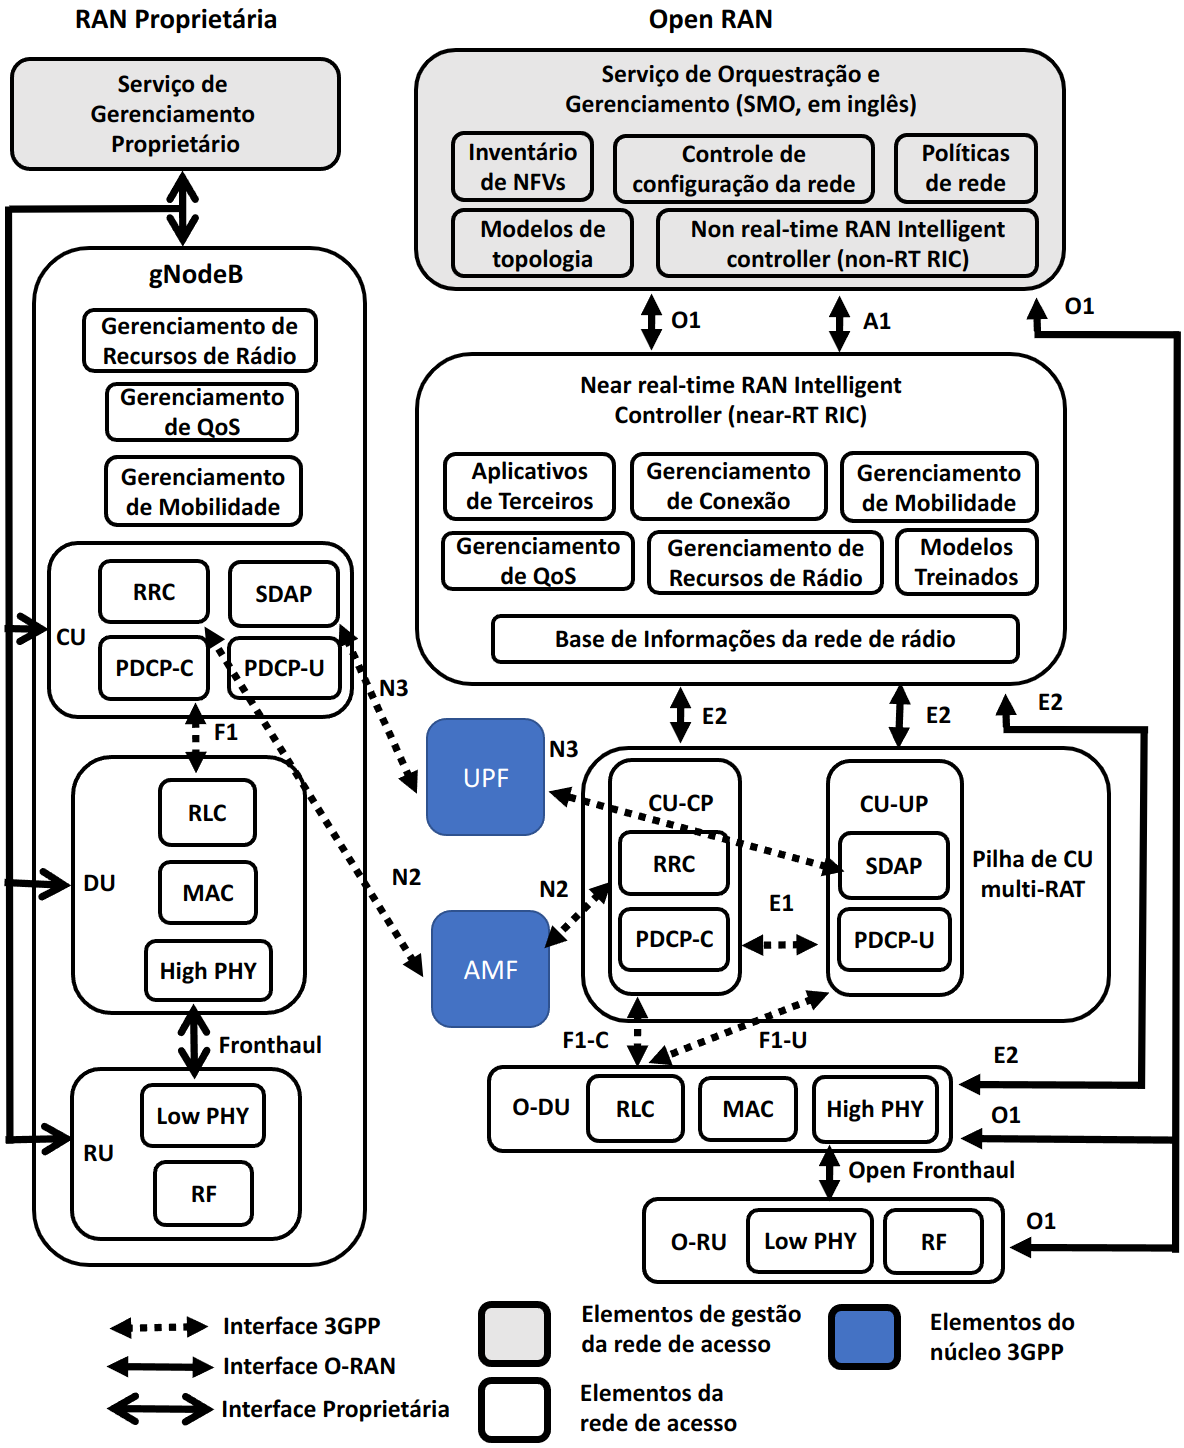 RAN Proprietária
Serviço de
Gerenciamento
Proprietário
gNodeB
Gerenciamento de
Recursos de Rádio
Gerenciamento
de QoS
Gerenciamento
de Mobilidade
CU
RRC
SDAP
PDCP-C
PDCP-U
F1
N3
N2
DU
RLC
MAC
High PHY
Fronthaul
RU
Low PHY
RF
UPF
AMF
Open RAN
Serviço de Orquestração e
Gerenciamento (SMO, em inglês)
Inventário
de NFVs
Controle de
configuração da rede
Políticas
de rede
Modelos de
topologia
Non real-time RAN Intelligent
controller (non-RT RIC)
O1
A1
O1
Near real-time RAN Intelligent
Controller (near-RT RIC)
Aplicativos
de Terceiros
Gerenciamento
de Conexão
Gerenciamento
de Mobilidade
Gerenciamento
de QoS
Gerenciamento de
Recursos de Rádio
Modelos
Treinados
Base de Informações da rede de rádio
E2
E2
E2
N3
N2
CU-CP
RRC
PDCP-C
E1
CU-UP
SDAP
PDCP-U
Pilha de CU
multi-RAT
F1-C
F1-U
E2
O-DU
RLC
MAC
High PHY
O1
Open Fronthaul
O-RU
Low PHY
RF
O1
Interface 3GPP
Interface O-RAN
Interface Proprietária
Elementos de gestão
da rede de acesso
Elementos da
rede de acesso
Elementos do
núcleo 3GPP